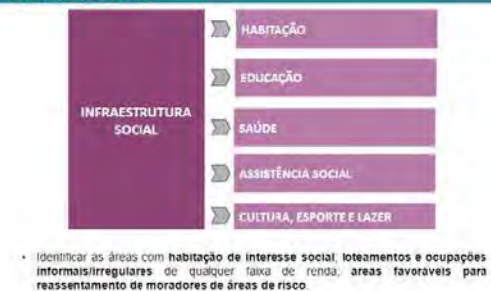 HABITAÇÃO
EDUCAÇÃO
INFRAESTRUTURA
SOCIAL
SAÚDE
ASSISTÊNCIA SOCIAL
CULTURA, ESPORTE E LAZER
• Identificar as áreas com habitação de interesse social, loteamentos e ocupações
informais/irregulares de qualquer faixa de renda, areas favoráveis para
reassentamento de moradores de áreas de risco.